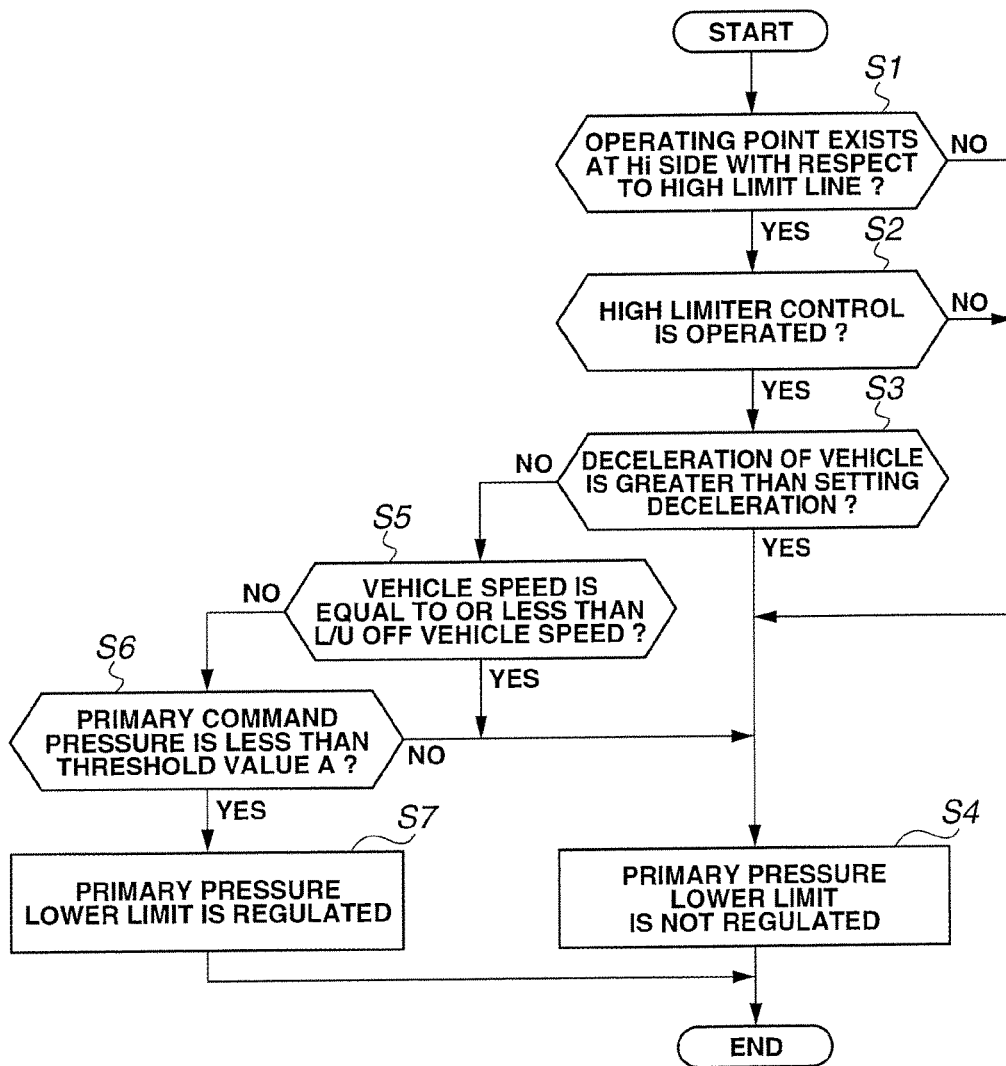 START
S1
OPERATING POINT EXISTS
AT Hi SIDE WITH RESPECT
TO HIGH LIMIT LINE ?
NO
YES
S2
HIGH LIMITER CONTROL
IS OPERATED ?
NO
YES
S3
NO
DECELERATION OF VEHICLE
IS GREATER THAN SETTING
DECELERATION ?
YES
S5
NO
VEHICLE SPEED IS
EQUAL TO OR LESS THAN
L/U OFF VEHICLE SPEED ?
YES
S6
PRIMARY COMMAND
PRESSURE IS LESS THAN
THRESHOLD VALUE A ?
NO
YES
S7
PRIMARY PRESSURE
LOWER LIMIT IS REGULATED
S4
PRIMARY PRESSURE
LOWER LIMIT
IS NOT REGULATED
END